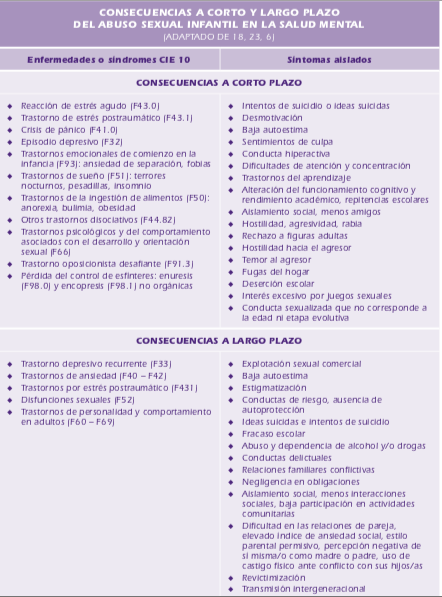 CONSECUENCIAS A CORTO Y LARGO PLAZO
DEL ABUSO SEXUAL INFANTIL EN LA SALUD MENTAL
(ADAPTADO DE 18, 23, 6)
Enfermedades o síndromes CIE 10
Síntomas aislados
CONSECUENCIAS A CORTO PLAZO
◆ Reacción de estrés agudo (F43.0)
◆ Trastorno de estrés postraumático (F43.1)
◆ Crisis de pánico (F41.0)
◆ Episodio depresivo (F32)
◆ Trastornos emocionales de comienzo en la
infancia (F93): ansiedad de separación, fobias
◆ Trastornos de sueño (F51): terrores
nocturnos, pesadillas, insomnio
◆ Trastornos de la ingestión de alimentos (F50):
anorexia, bulimia, obesidad
◆ Otros trastornos disociativos (F44.82)
◆ Trastornos psicológicos y del comportamiento
asociados con el desarrollo y orientación
sexual (F66)
◆ Trastorno oposicionista desafiante (F91.3)
◆ Pérdida del control de esfínteres: enuresis
(F98.0) y encopresis (F98.1) no orgánicas
◆ Intentos de suicidio o ideas suicidas
◆ Desmotivación
◆ Baja autoestima
◆ Sentimientos de culpa
◆ Conducta hiperactiva
◆ Dificultades de atención y concentración
◆ Trastornos del aprendizaje
◆ Alteración del funcionamiento cognitivo y
rendimiento académico, repitencias escolares
◆ Aislamiento social, menos amigos
◆ Hostilidad, agresividad, rabia
◆ Rechazo a figuras adultas
◆ Hostilidad hacia el agresor
◆ Temor al agresor
◆ Fugas del hogar
◆ Deserción escolar
◆ Interés excesivo por juegos sexuales
◆ Conducta sexualizada que no corresponde a
la edad ni etapa evolutiva
CONSECUENCIAS A LARGO PLAZO
◆ Trastorno depresivo recurrente (F33)
◆ Trastornos de ansiedad (F40 – F42)
◆ Trastornos por estrés postraumático (F431)
◆ Disfunciones sexuales (F52)
◆ Trastornos de personalidad y comportamiento
en adultos (F60 – F69)
◆ Explotación sexual comercial
◆ Baja autoestima
◆ Estigmatización
◆ Conductas de riesgo, ausencia de
autoprotección
◆ Ideas suicidas e intentos de suicidio
◆ Fracaso escolar
◆ Abuso y dependencia de alcohol y/o drogas
◆ Conductas delictuales
◆ Relaciones familiares conflictivas
◆ Negligencia en obligaciones
◆ Aislamiento social, menos interacciones
sociales, baja participación en actividades
comunitarias
◆ Dificultad en las relaciones de pareja,
elevado índice de ansiedad social, estilo
parental permisivo, percepción negativa de
sí misma/o como madre o padre, uso de
castigo físico ante conflicto con sus hijos/as
◆ Revictimización
◆ Transmisión intergeneracional